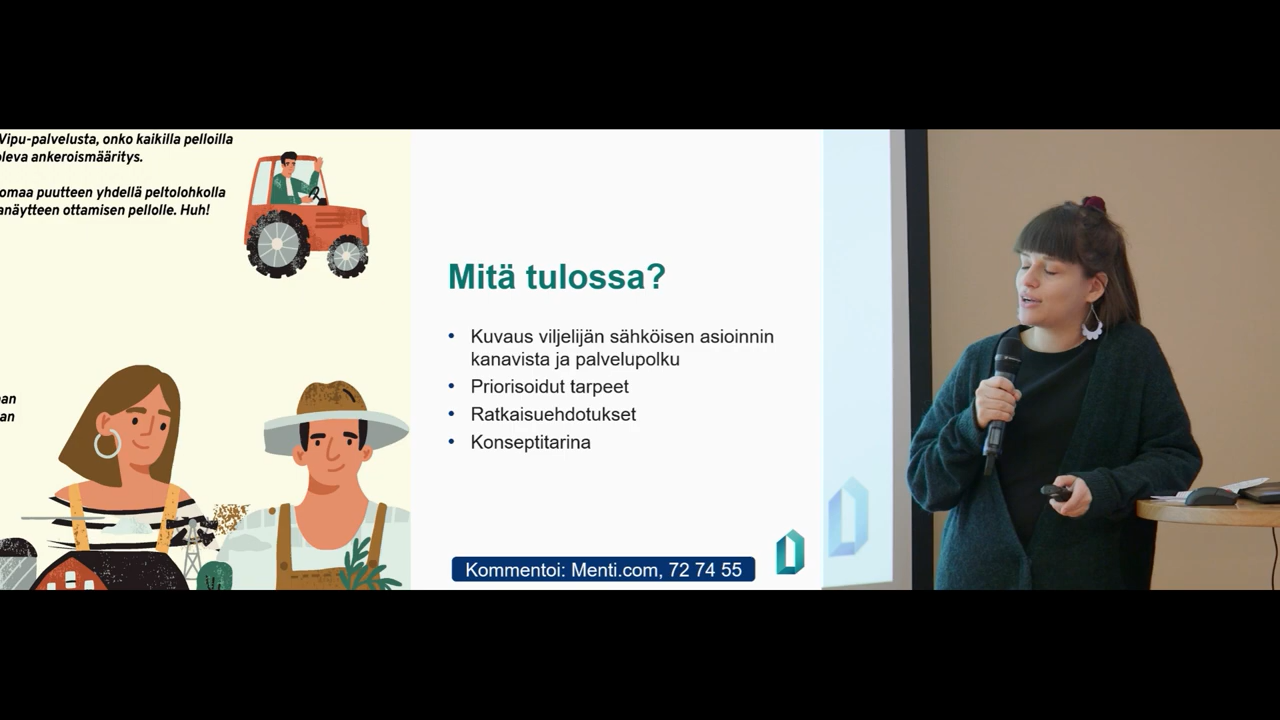 Vipu-palvelusta, onko kaikilla pelloilla
oleva ankeroismääritys.
omaa puutteen yhdellä peltolohkolla
anäytteen ottamisen pellolle. Huh!
an
an
Mitä tulossa?
• Kuvaus viljelijän sähköisen asioinnin
kanavista ja palvelupolku
• Priorisoidut tarpeet
• Ratkaisuehdotukset
• Konseptitarina
Kommentoi: Menti.com, 72 74 55